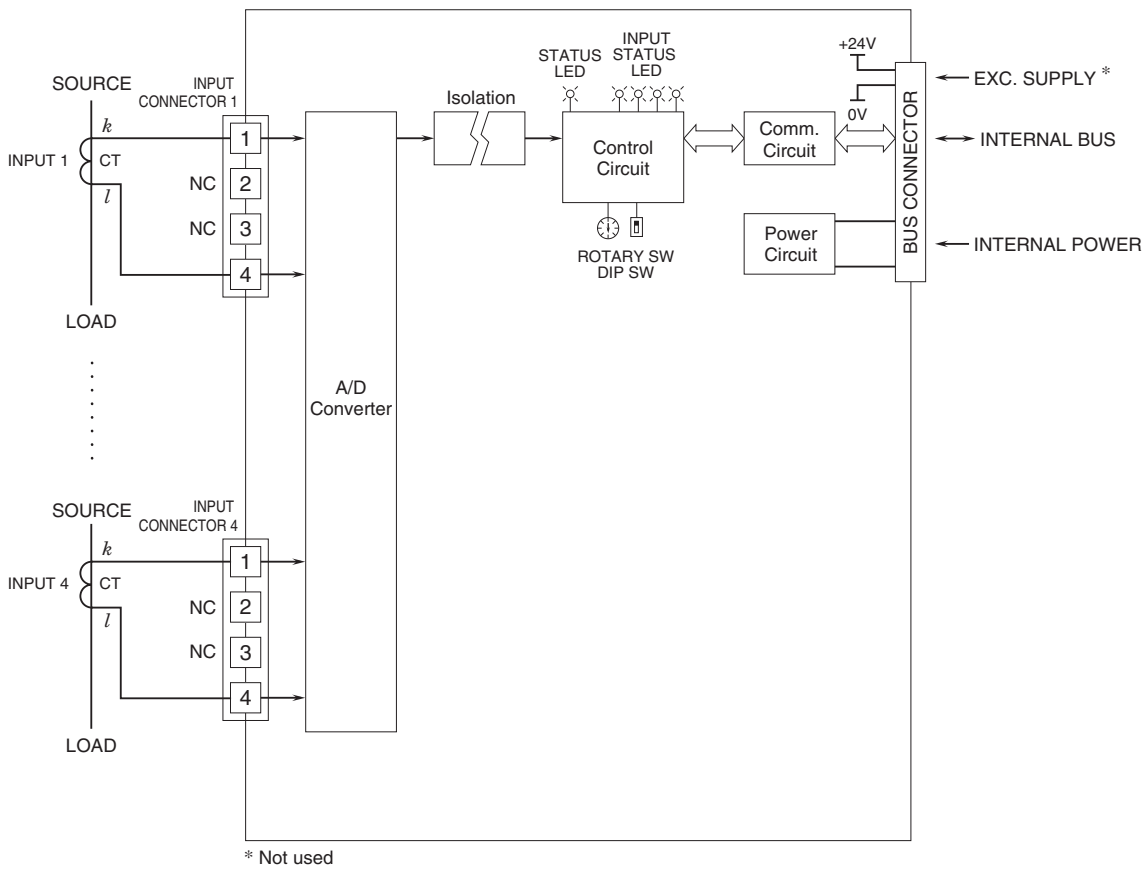 STATUS
LED
INPUT
STATUS
LED
+24V
0V
EXC. SUPPLY *
SOURCE
INPUT
CONNECTOR 1
k
INPUT 1
CT
l
1
NC
2
NC
3
4
LOAD
Isolation
Control
Circuit
Comm.
Circuit
BUS CONNECTOR
INTERNAL BUS
ROTARY SW
DIP SW
Power
Circuit
INTERNAL POWER
A/D
Converter
SOURCE
INPUT
CONNECTOR 4
k
INPUT 4
CT
l
1
NC
2
NC
3
4
LOAD
* Not used